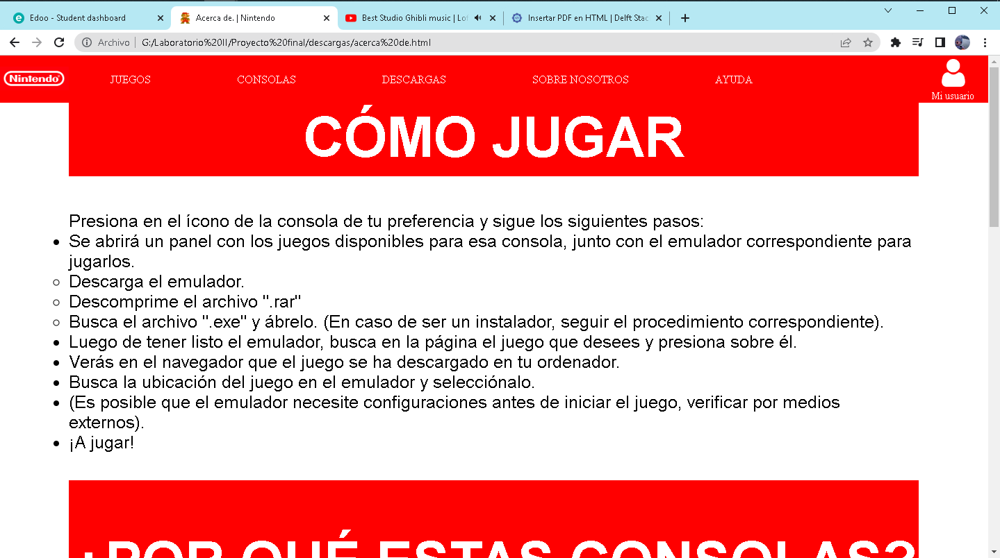 Edoo - Student dashboard
Acerca de. | Nintendo
Best Studio Ghibli music | Lof
Insertar PDF en HTML | Delft Stac
Archivo | G:/Laboratorio%20II/Proyecto%20final/descargas/acerca%20de.html
Nintendo
JUEGOS
CONSOLAS
DESCARGAS
SOBRE NOSOTROS
AYUDA
Mi usuario
CÓMO JUGAR
Presiona en el ícono de la consola de tu preferencia y sigue los siguientes pasos:
Se abrirá un panel con los juegos disponibles para esa consola, junto con el emulador correspondiente para
jugarlos.
Descarga el emulador.
Descomprime el archivo ".rar"
Busca el archivo ".exe" y ábrelo. (En caso de ser un instalador, seguir el procedimiento correspondiente).
Luego de tener listo el emulador, busca en la página el juego que desees y presiona sobre él.
Verás en el navegador que el juego se ha descargado en tu ordenador.
Busca la ubicación del juego en el emulador y selecciónalo.
(Es posible que el emulador necesite configuraciones antes de iniciar el juego, verificar por medios
externos).
¡A jugar!
¿POR QUÉ ESTAS CONSOLAS?